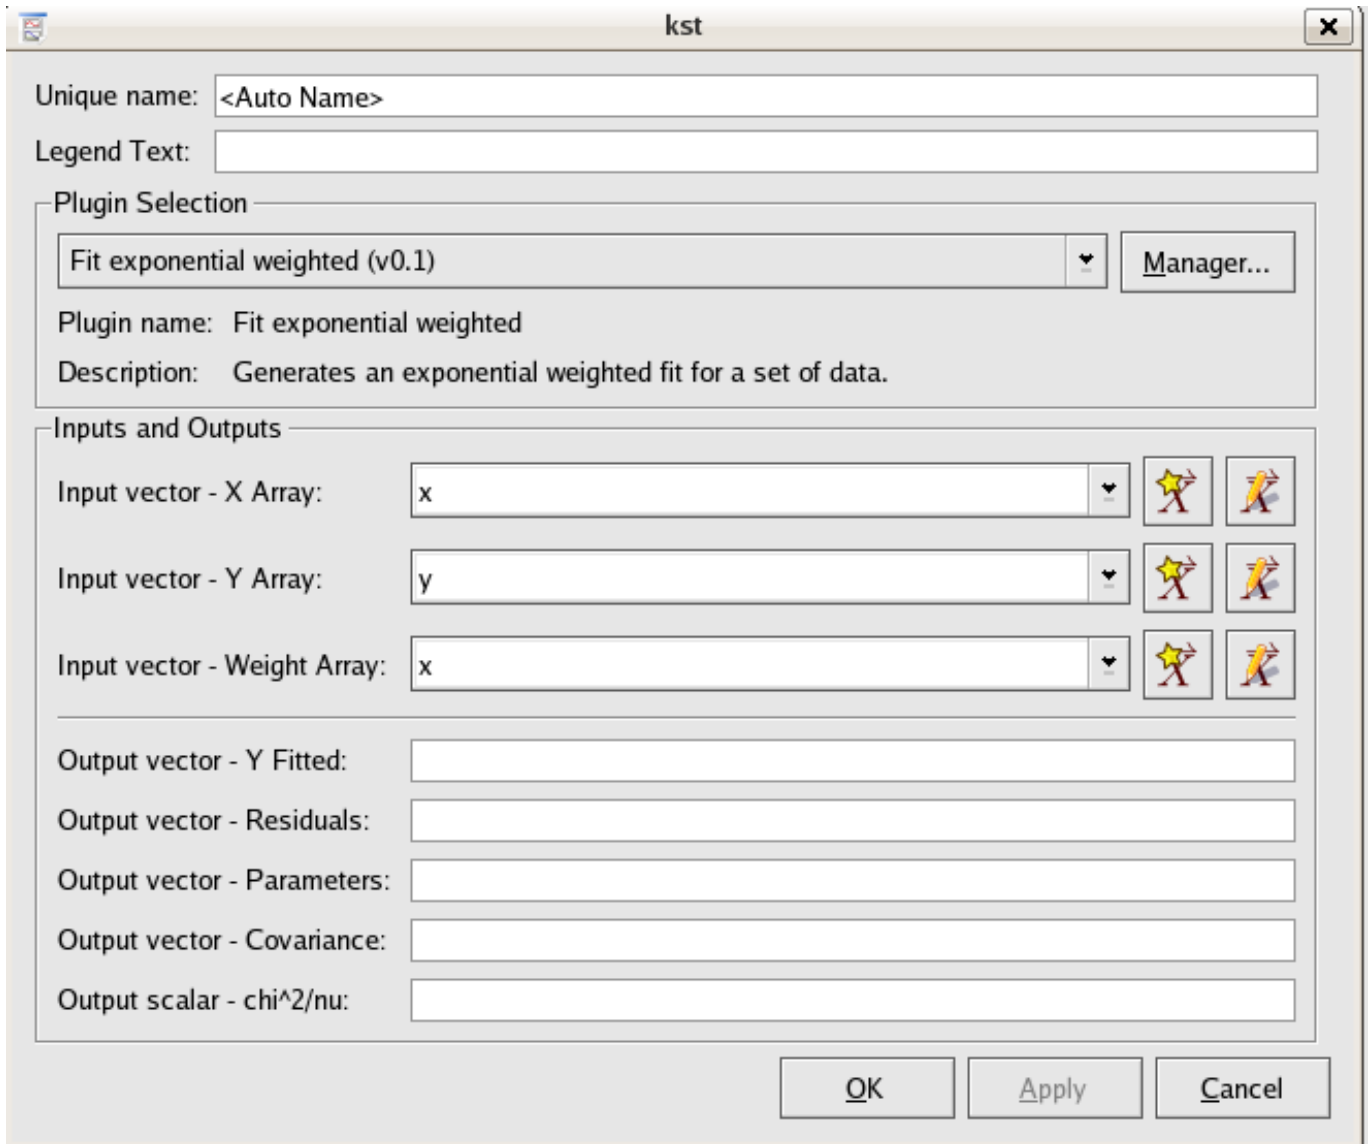 kst
Unique name: <Auto Name>
Legend Text:
Plugin Selection
Fit exponential weighted (v0.1) Manager...
Plugin name: Fit exponential weighted
Description: Generates an exponential weighted fit for a set of data.
Inputs and Outputs
Input vector - X Array: x
Input vector - Y Array: y
Input vector - Weight Array: x
Output vector - Y Fitted:
Output vector - Residuals:
Output vector - Parameters:
Output vector - Covariance:
Output scalar - chi^2/nu:
OK Apply Cancel